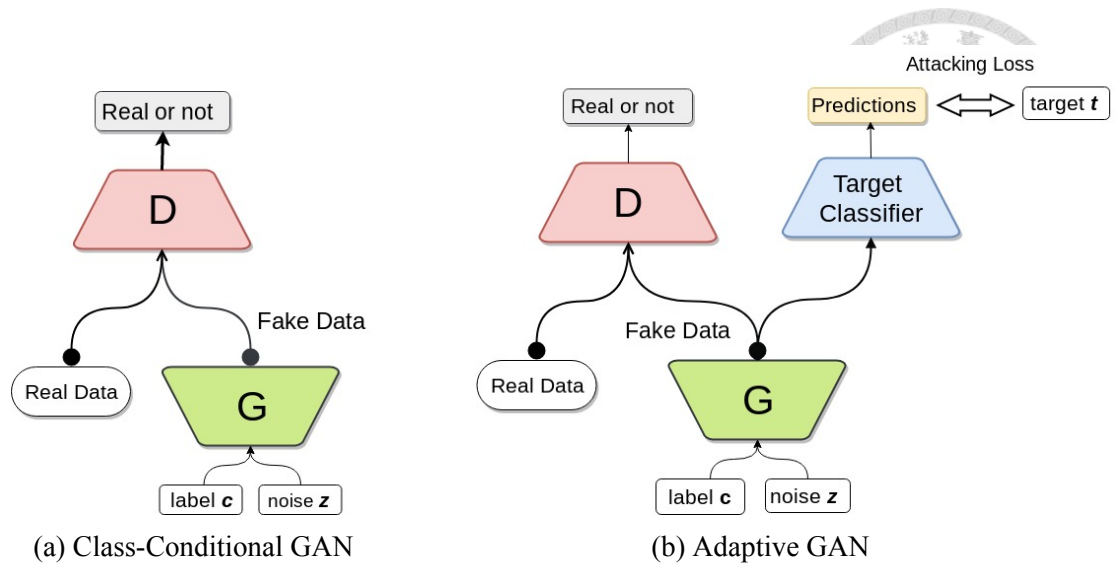 Real or not
D
Fake Data
Real Data
G
label c
noise z
(a) Class-Conditional GAN
Attacking Loss
Real or not
Predictions
target t
D
Target
Classifier
Fake Data
Real Data
G
label c
noise z
(b) Adaptive GAN